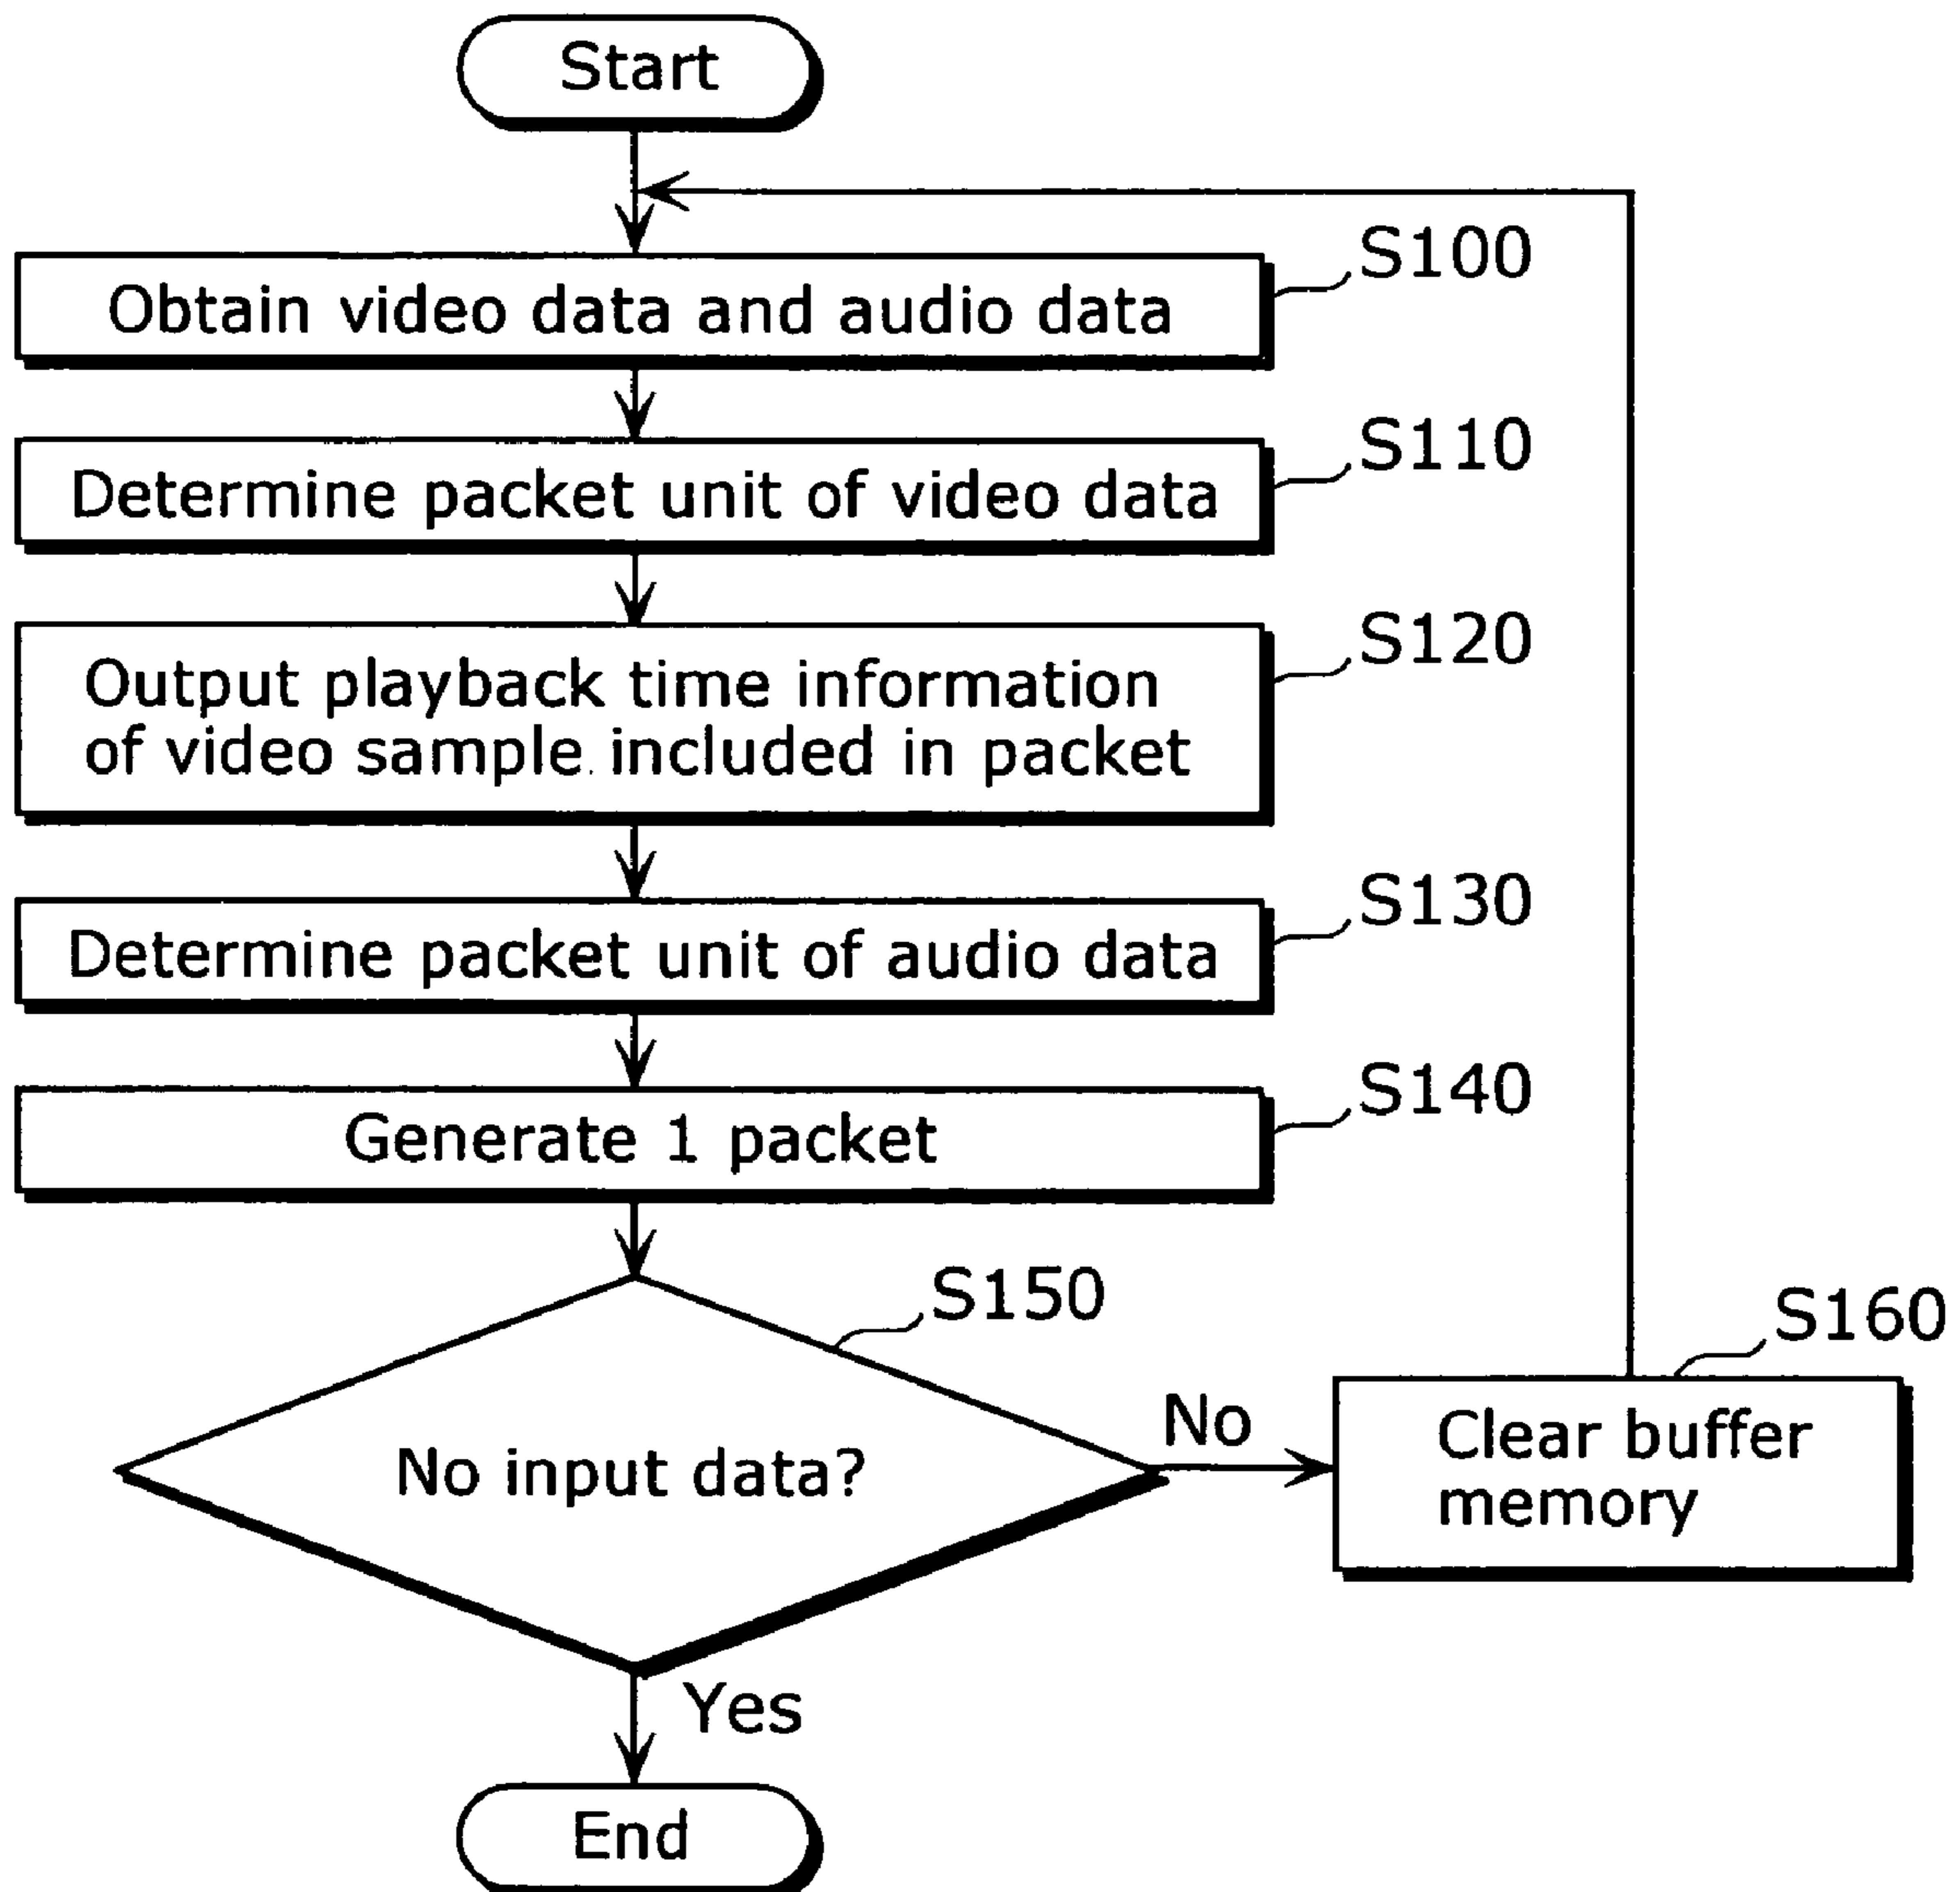 Start
S100
Obtain video data and audio data
S110
Determine packet unit of video data
S120
Output playback time information
of video sample included in packet
S130
Determine packet unit of audio data
S140
Generate 1 packet
S150
No input data?
No
S160
Clear buffer
memory
Yes
End